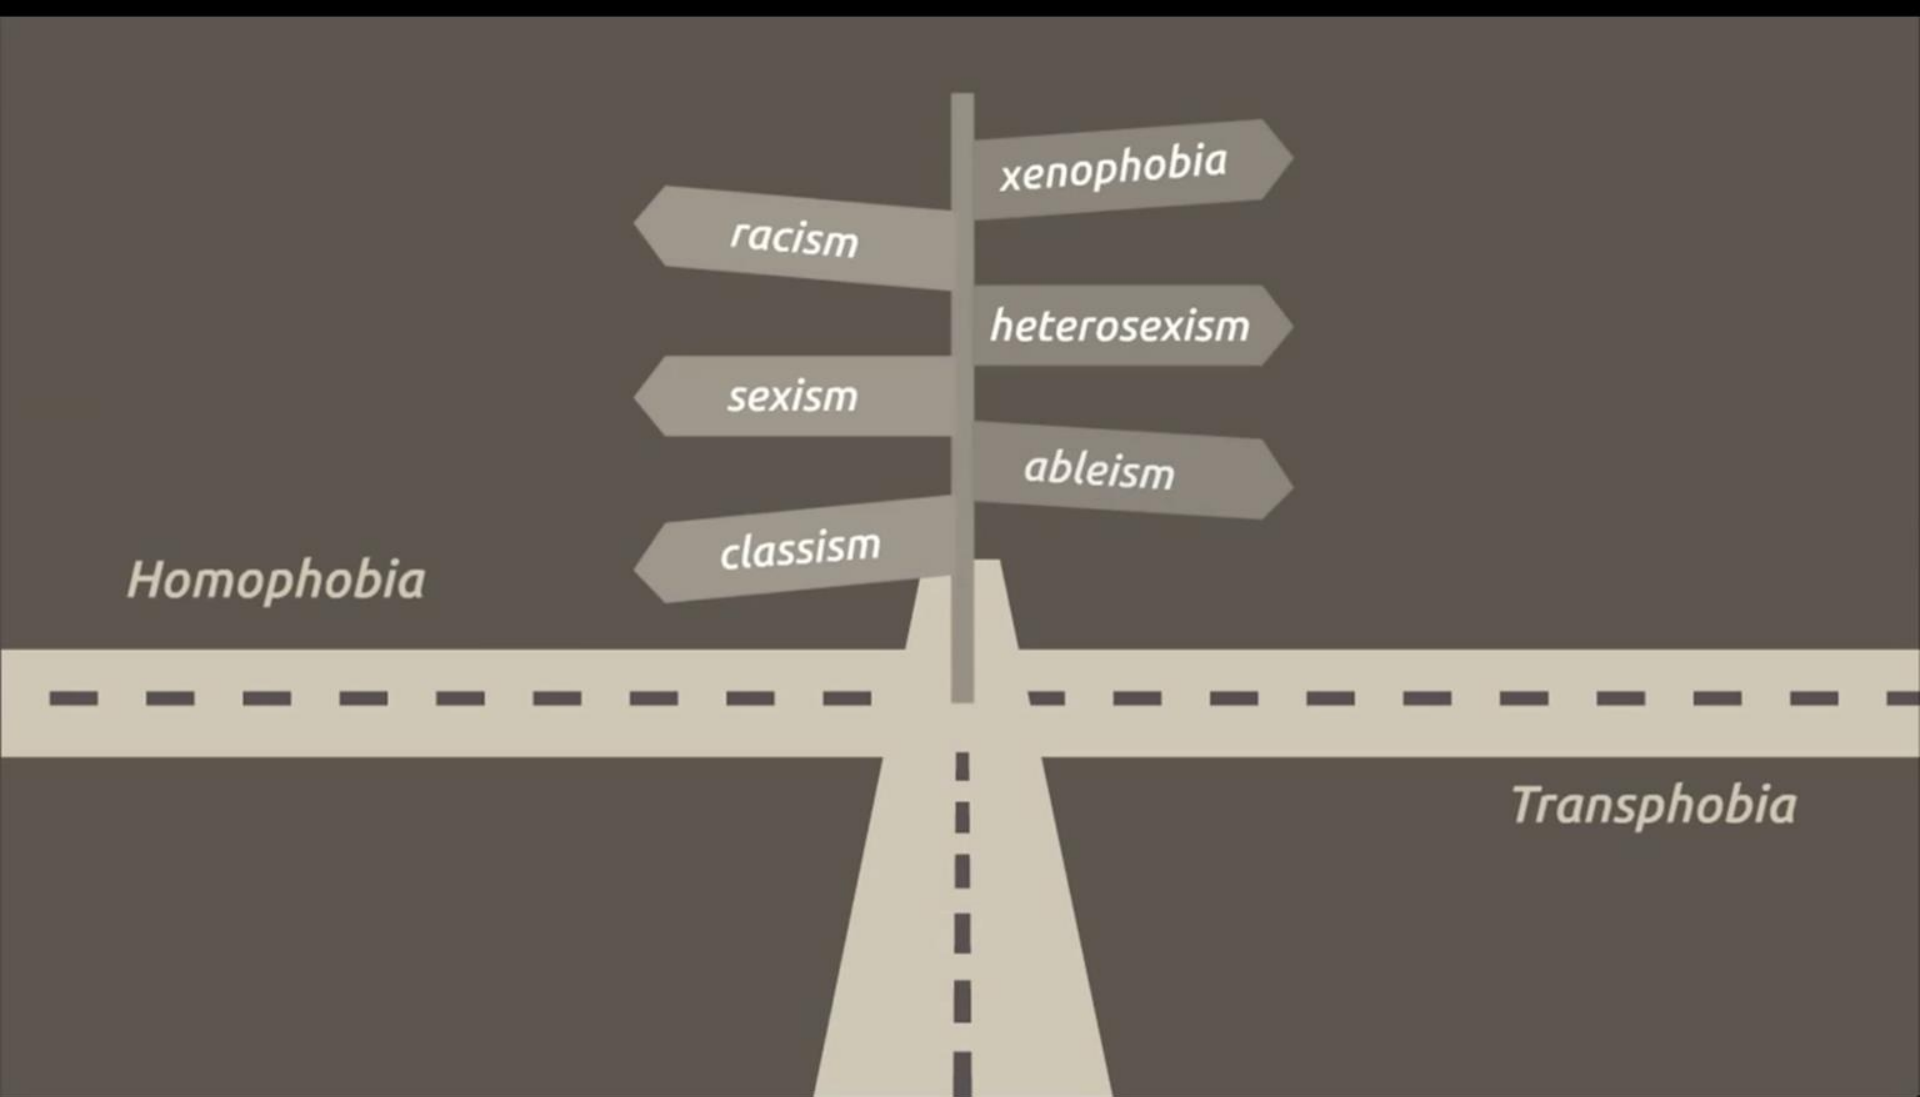 xenophobia
racism
heterosexism
sexism
ableism
classism
Homophobia
Transphobia